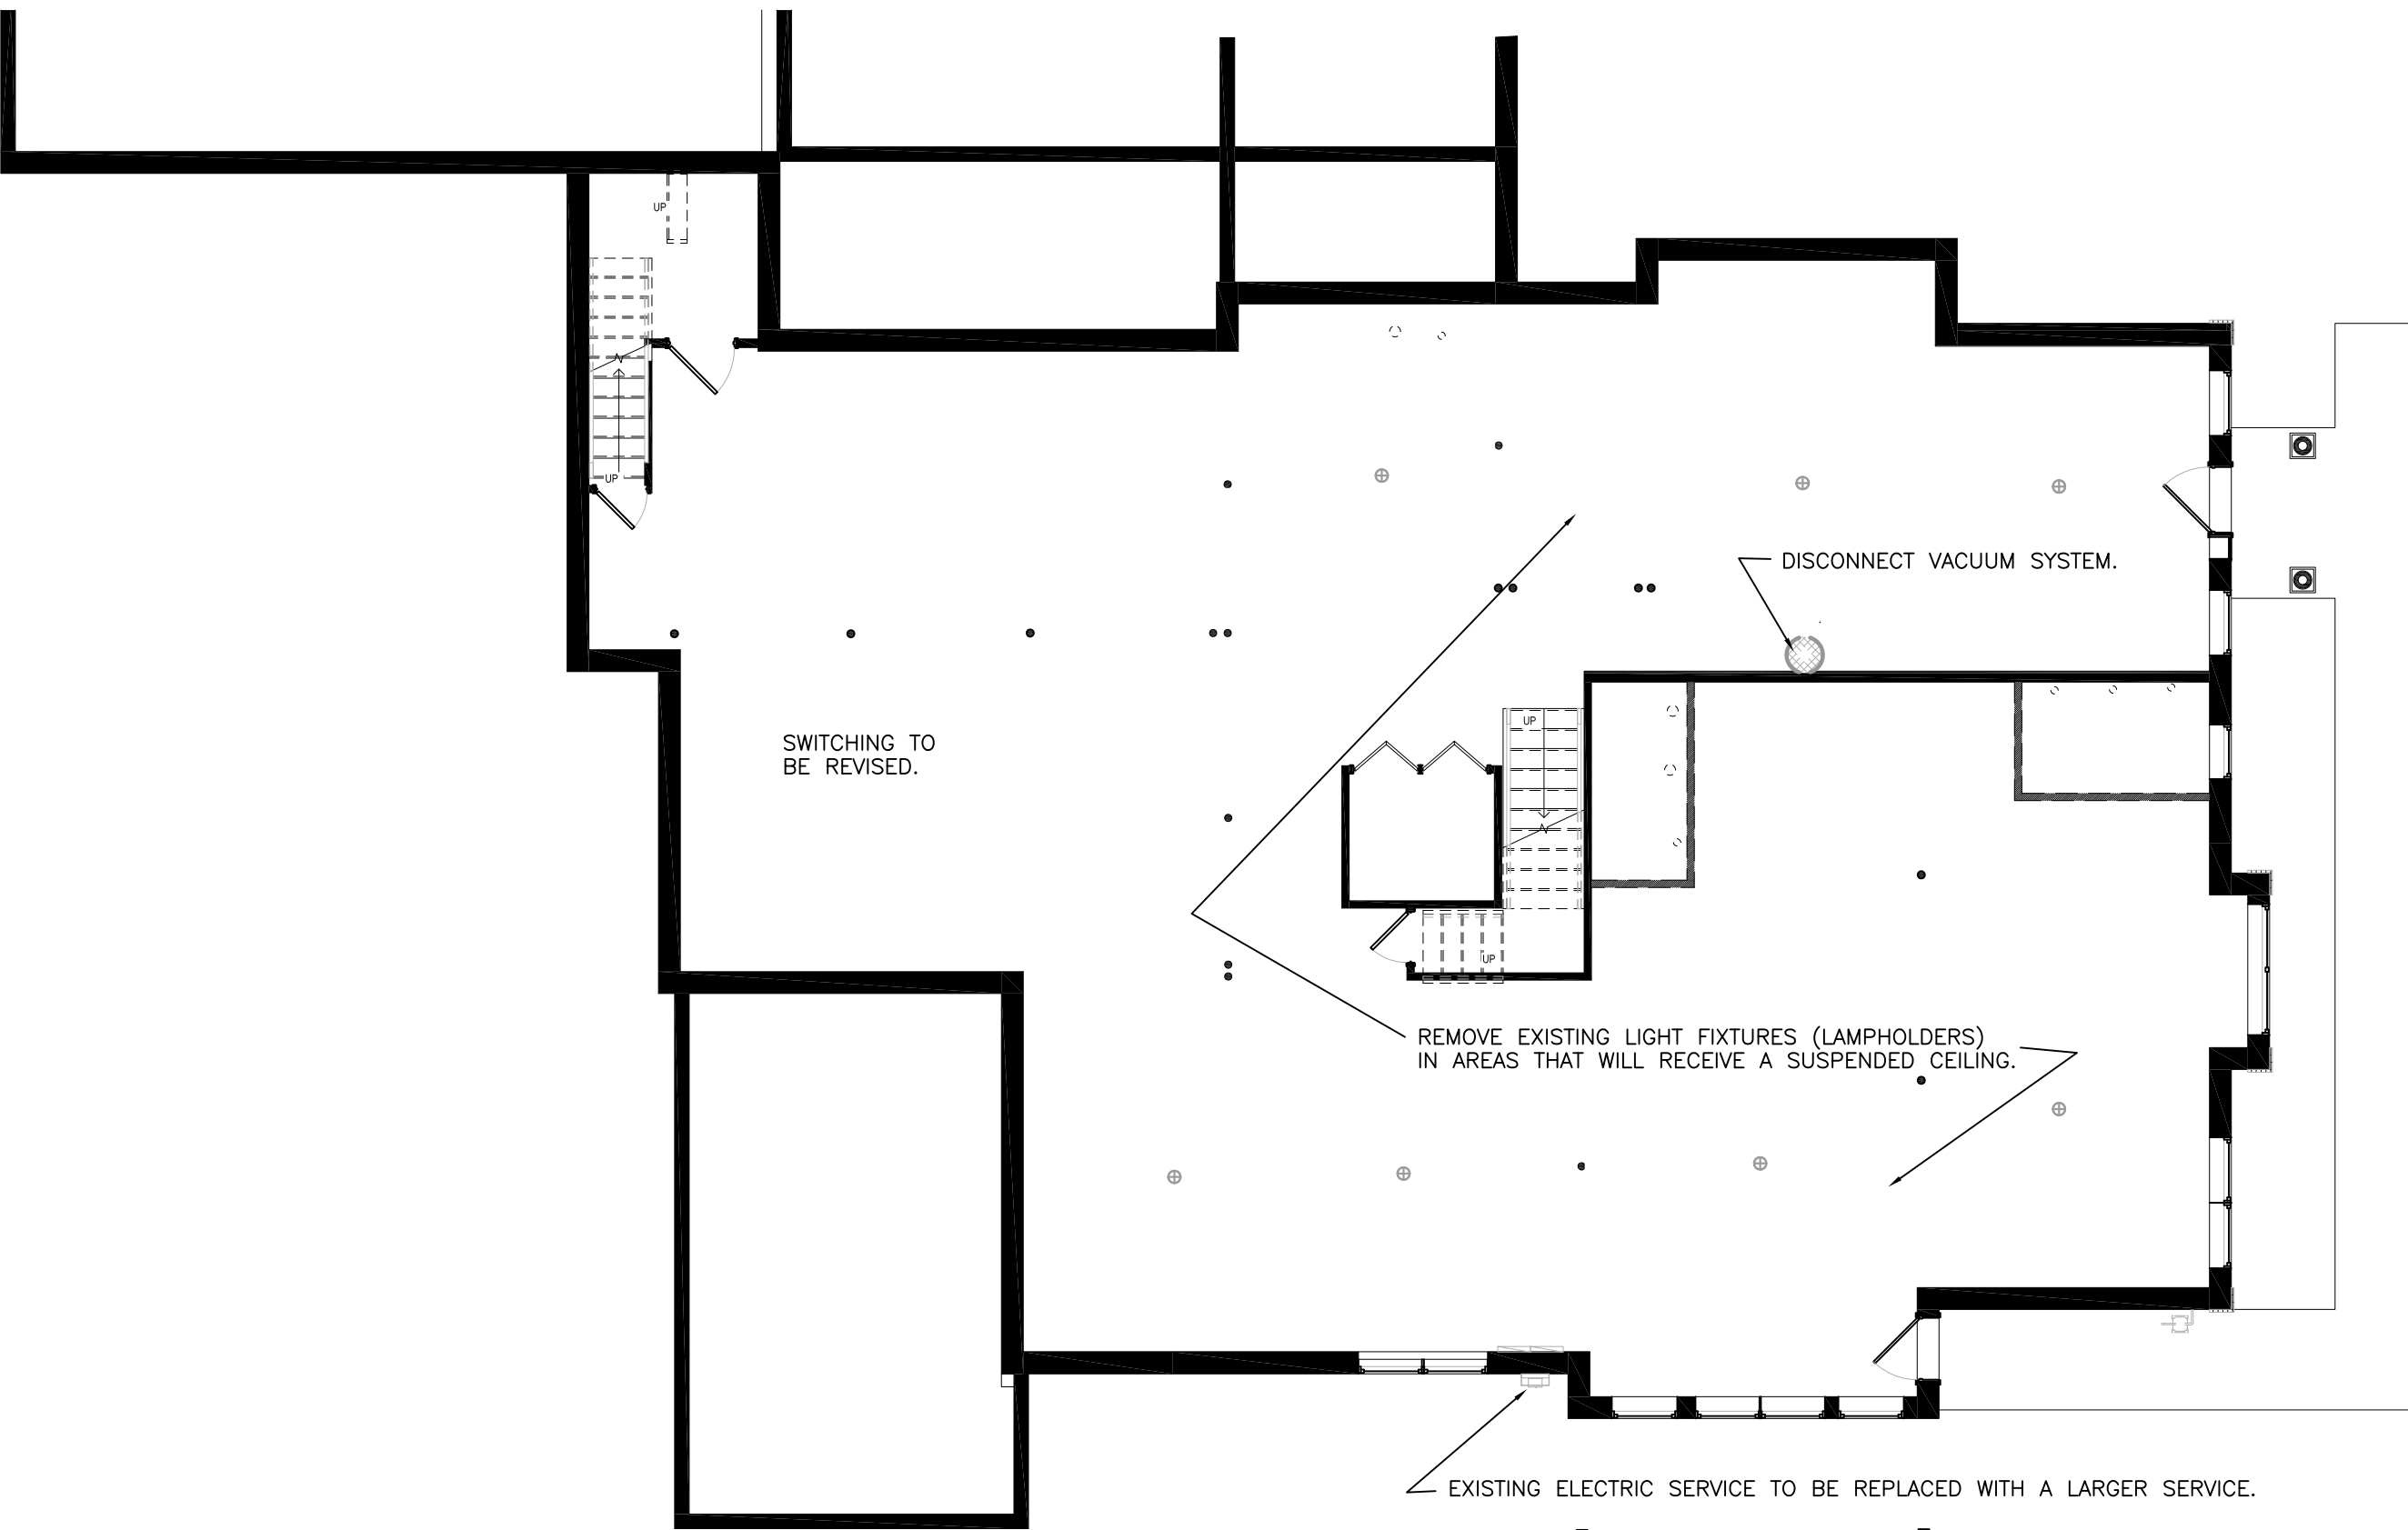 UP
UP
DISCONNECT VACUUM SYSTEM.
UP
SWITCHING TO
BE REVISED.
UP
REMOVE EXISTING LIGHT FIXTURES (LAMPHOLDERS)
IN AREAS THAT WILL RECEIVE A SUSPENDED CEILING.
EXISTING ELECTRIC SERVICE TO BE REPLACED WITH A LARGER SERVICE.